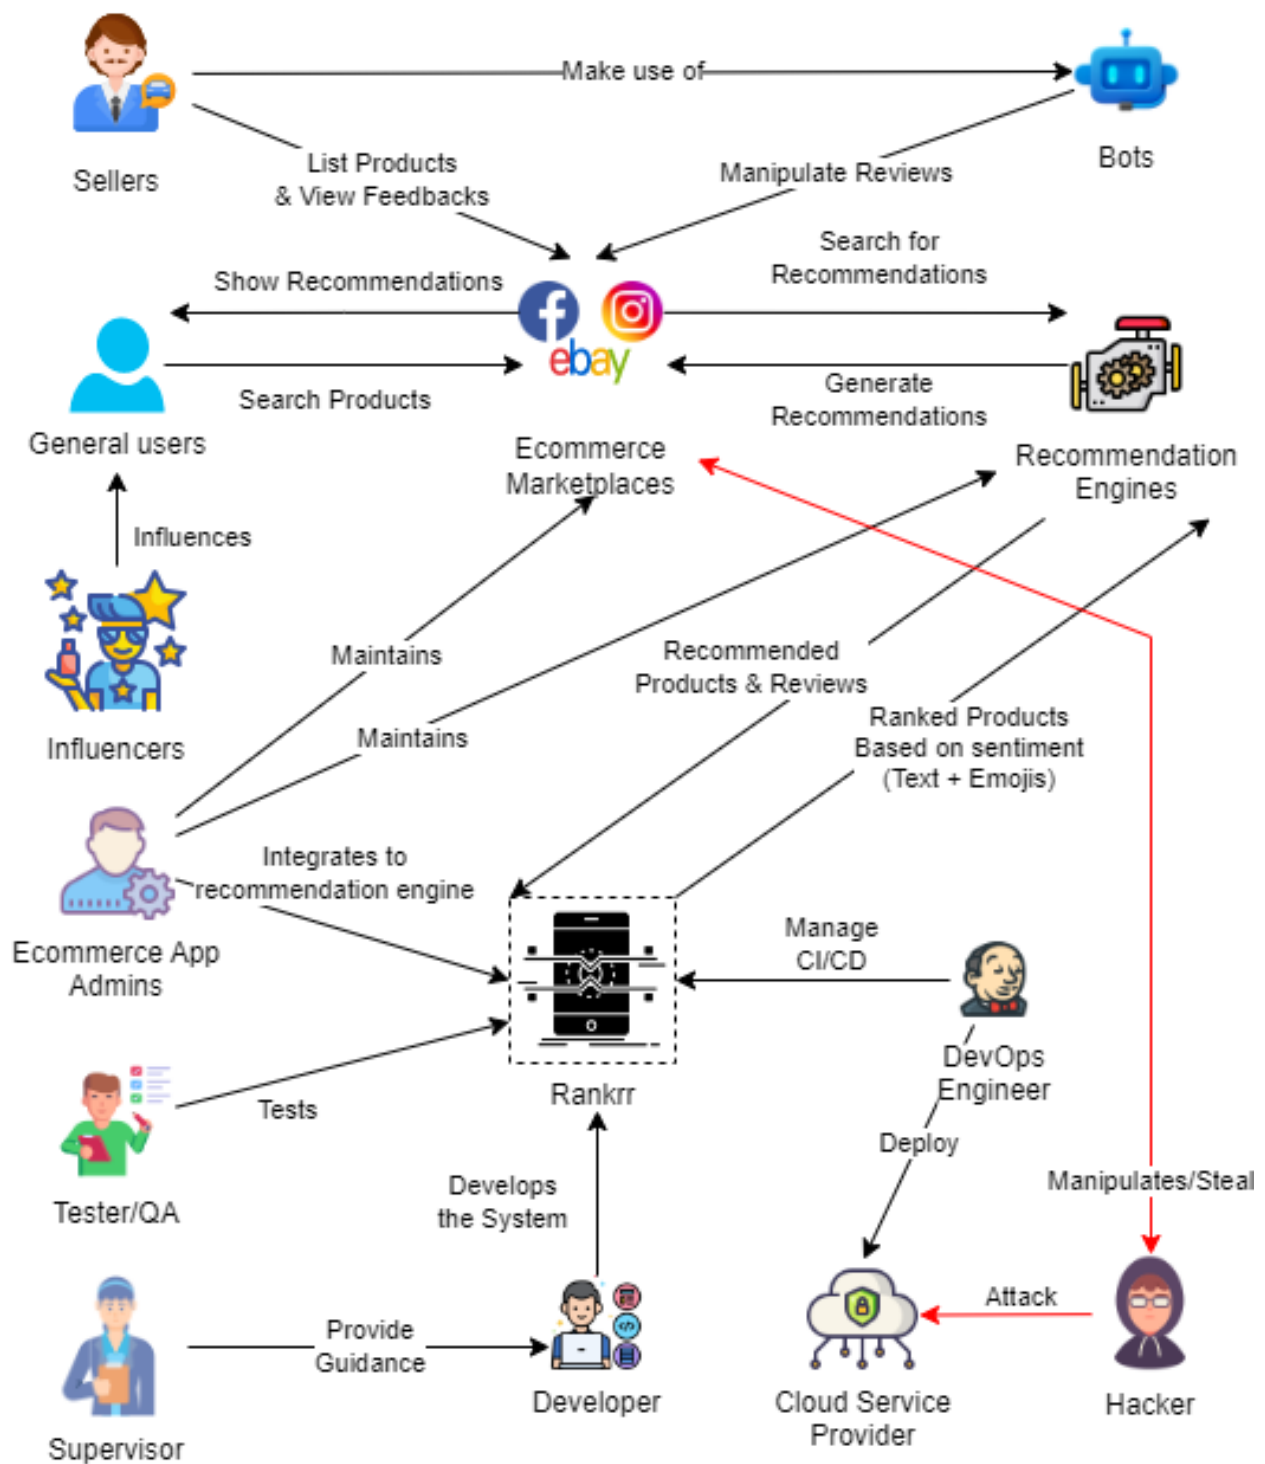 Make use of
Sellers
Bots
List Products
& View Feedbacks
Manipulate Reviews
Search for
Recommendations
Show Recommendations
ebay
Search Products
Generate
Recommendations
General users
Ecommerce
Marketplaces
Recommendation
Engines
Influences
Maintains
Recommended
Products & Reviews
Ranked Products
Based on sentiment
(Text + Emojis)
Influencers
Maintains
Integrates to
recommendation engine
Manage
CI/CD
Ecommerce App
Admins
DevOps
Engineer
Rankrr
Tests
Deploy
Manipulates/Steal
Tester/QA
Develops
the System
Attack
Provide
Guidance
Developer
Cloud Service
Provider
Hacker
Supervisor